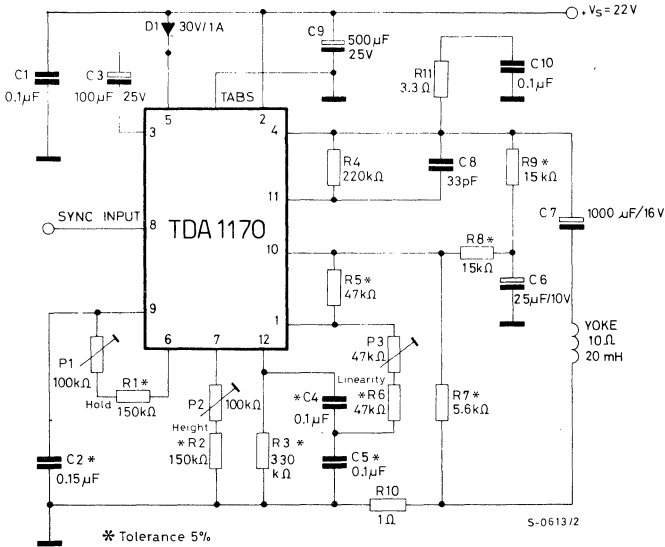 D1 30V/1A
+Vs = 22V
C1
0.1µF
C3
100µF 25V
C9
500µF
25V
C10
0.1µF
R11
3.3Ω
TABS
5
2
3
4
R4
220kΩ
C8
33pF
R9*
15kΩ
C7
1000 µF/16V
11
SYNC INPUT
8
TDA 1170
10
R8*
15kΩ
R5*
47kΩ
C6
25µF/10V
9
1
6
7
12
P1
100kΩ
Hold
R1*
150kΩ
P2
100kΩ
Height
P3
47kΩ
Linearity
YOKE
10Ω
20 mH
*C4
0.1µF
*R6
47kΩ
R7*
5.6kΩ
C2*
0.15µF
*R2
150kΩ
R3*
330
kΩ
C5*
0.1µF
R10
1Ω
S-0613/2
* Tolerance 5%